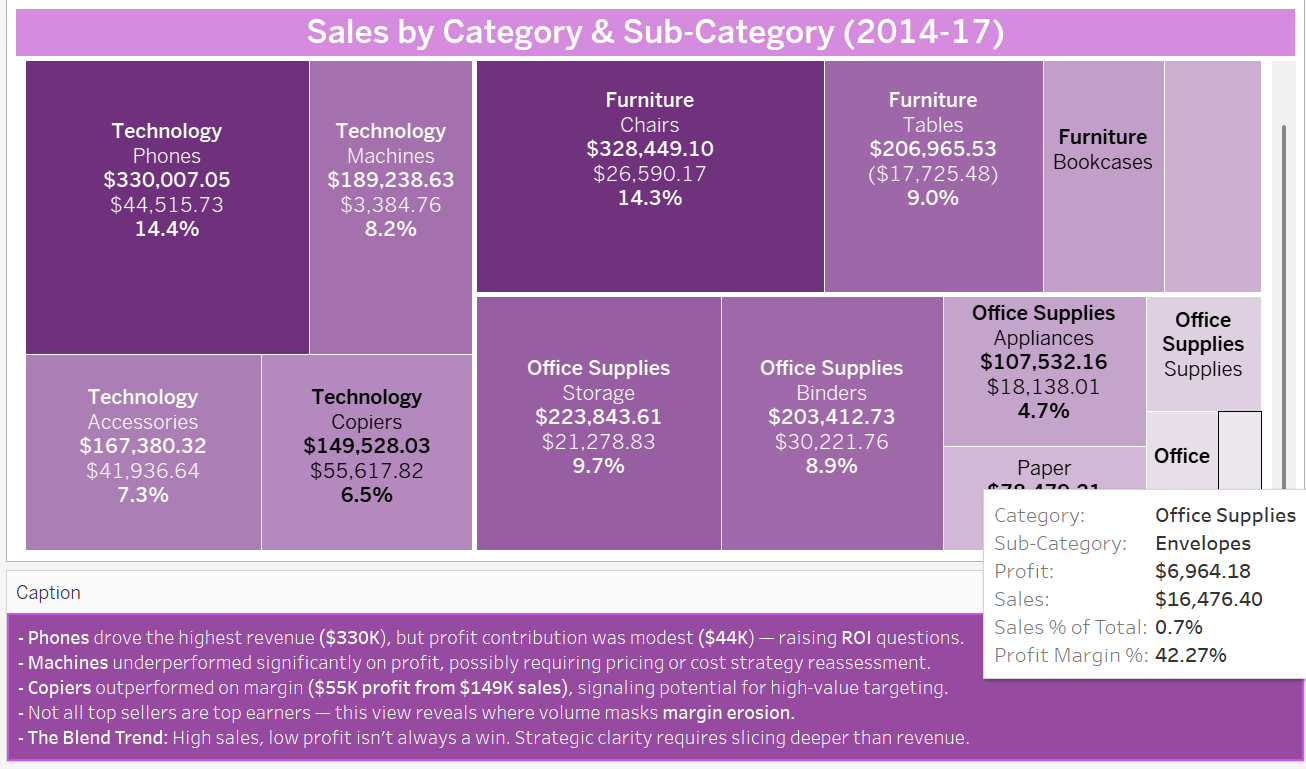 Sales by Category & Sub-Category (2014-17)
Technology
Phones
$330,007.05
$44,515.73
14.4%
Technology
Machines
$189,238.63
$3,384.76
8.2%
Furniture
Chairs
$328,449.10
$26,590.17
14.3%
Furniture
Tables
$206,965.53
($17,725.48)
9.0%
Furniture
Bookcases
Technology
Accessories
$167,380.32
$41,936.64
7.3%
Technology
Copiers
$149,528.03
$55,617.82
6.5%
Office Supplies
Storage
$223,843.61
$21,278.83
9.7%
Office Supplies
Binders
$203,412.73
$30,221.76
8.9%
Office Supplies
Appliances
$107,532.16
$18,138.01
4.7%
Office
Supplies
Supplies
Paper
Office
Category: Office Supplies
Sub-Category: Envelopes
Profit: $6,964.18
Sales: $16,476.40
Sales % of Total: 0.7%
Profit Margin %: 42.27%
Caption
- Phones drove the highest revenue ($330K), but profit contribution was modest ($44K) — raising ROI questions.
- Machines underperformed significantly on profit, possibly requiring pricing or cost strategy reassessment.
- Copiers outperformed on margin ($55K profit from $149K sales), signaling potential for high-value targeting.
- Not all top sellers are top earners — this view reveals where volume masks margin erosion.
- The Blend Trend: High sales, low profit isn't always a win. Strategic clarity requires slicing deeper than revenue.